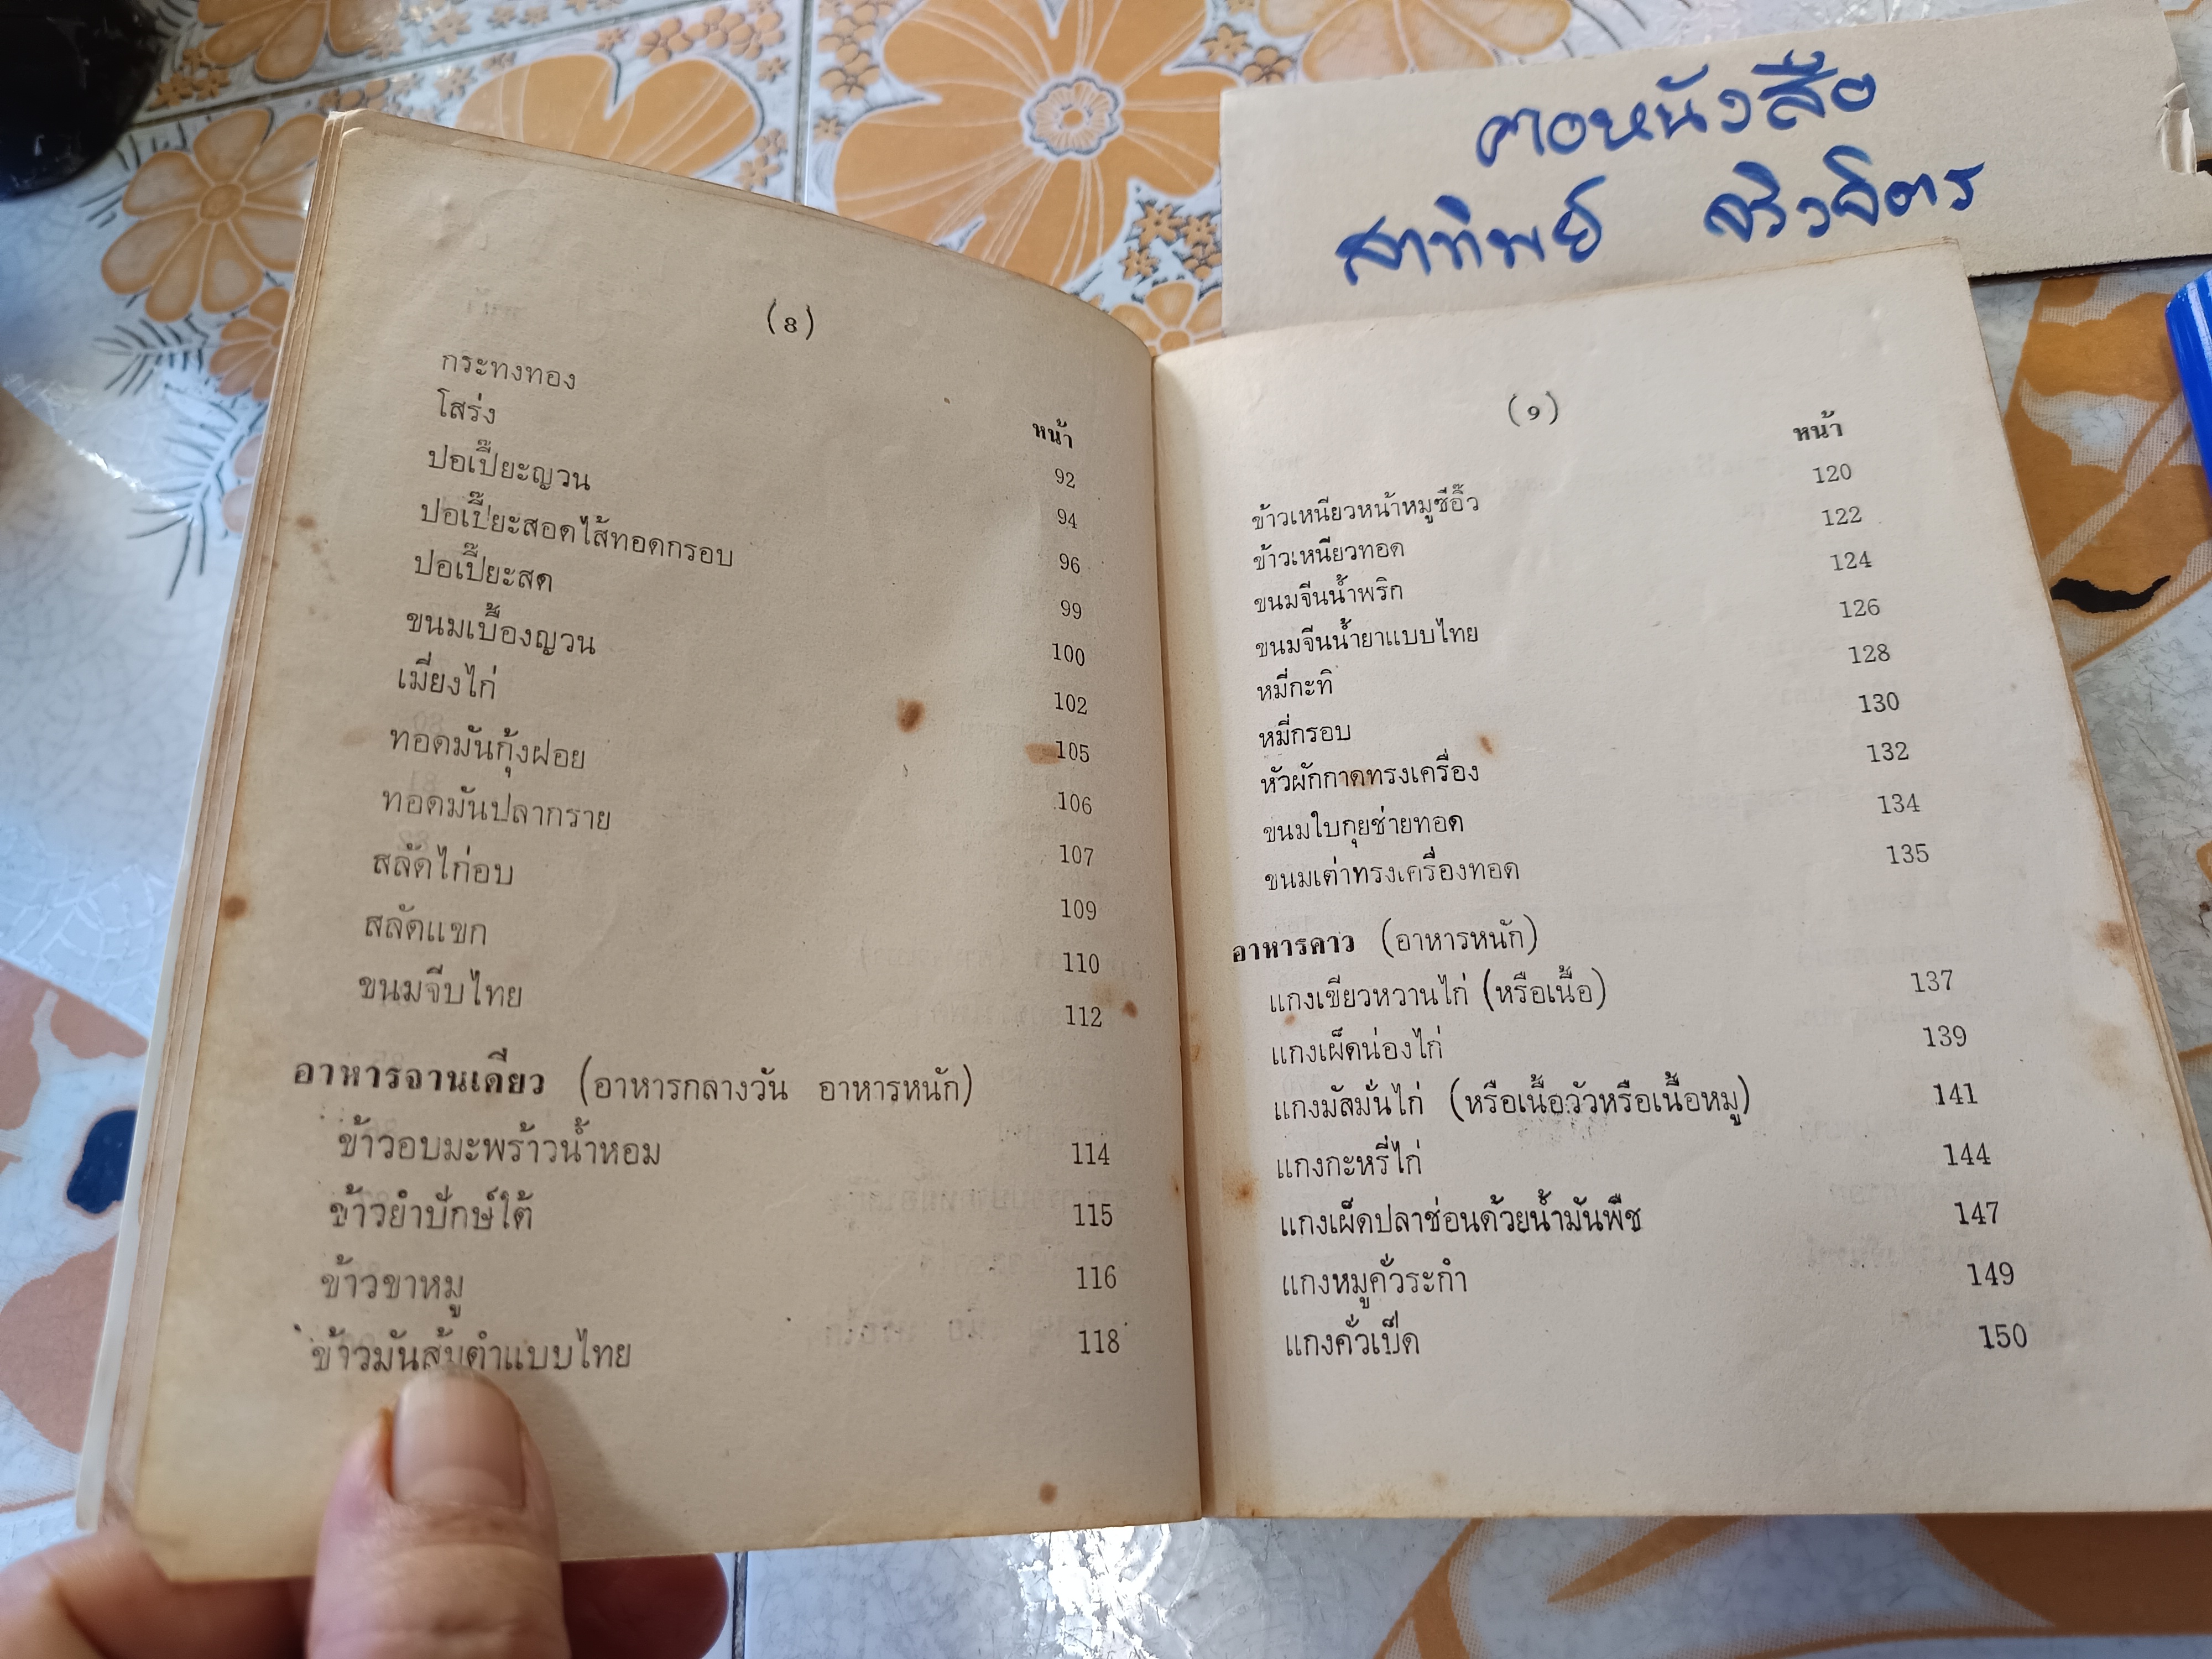 คอหนังสือ
สาทิพย์
(8)
หน้า
กระทงทอง 92
โสร่ง 94
ปอเปี๊ยะญวน 96
ปอเปี๊ยะสอดไส้ทอดกรอบ 99
ปอเปี๊ยะสด 100
ขนมเบื้องญวน 102
เมี่ยงไก่ 105
ทอดมันกุ้งฝอย 106
ทอดมันปลากราย 107
สลัดไก่อบ 109
สลัดแขก 110
ขนมจีบไทย 112
อาหารจานเดียว (อาหารกลางวัน อาหารหนัก)
ข้าวอบมะพร้าวน้ำหอม 114
ข้าวยำปักษ์ใต้ 115
ข้าวขาหมู 116
ข้าวมันส้มตำแบบไทย 118
(9)
หน้า
ข้าวเหนียวหน้าหมูซีอิ๊ว 120
ข้าวเหนียวทอด 122
ขนมจีนน้ำพริก 124
ขนมจีนน้ำยาแบบไทย 126
หมี่กะทิ 128
หมี่กรอบ 130
หัวผักกาดทรงเครื่อง 132
ขนมใบกุยช่ายทอด 134
ขนมเต่าทรงเครื่องทอด 135
อาหารคาว (อาหารหนัก)
แกงเขียวหวานไก่ (หรือเนื้อ) 137
แกงเผ็ดน่องไก่ 139
แกงมัสมั่นไก่ (หรือเนื้อวัวหรือเนื้อหมู) 141
แกงกะหรี่ไก่ 144
แกงเผ็ดปลาช่อนด้วยน้ำมันพืช 147
แกงหมูคั่วระกำ 149
แกงคั่วเป็ด 150